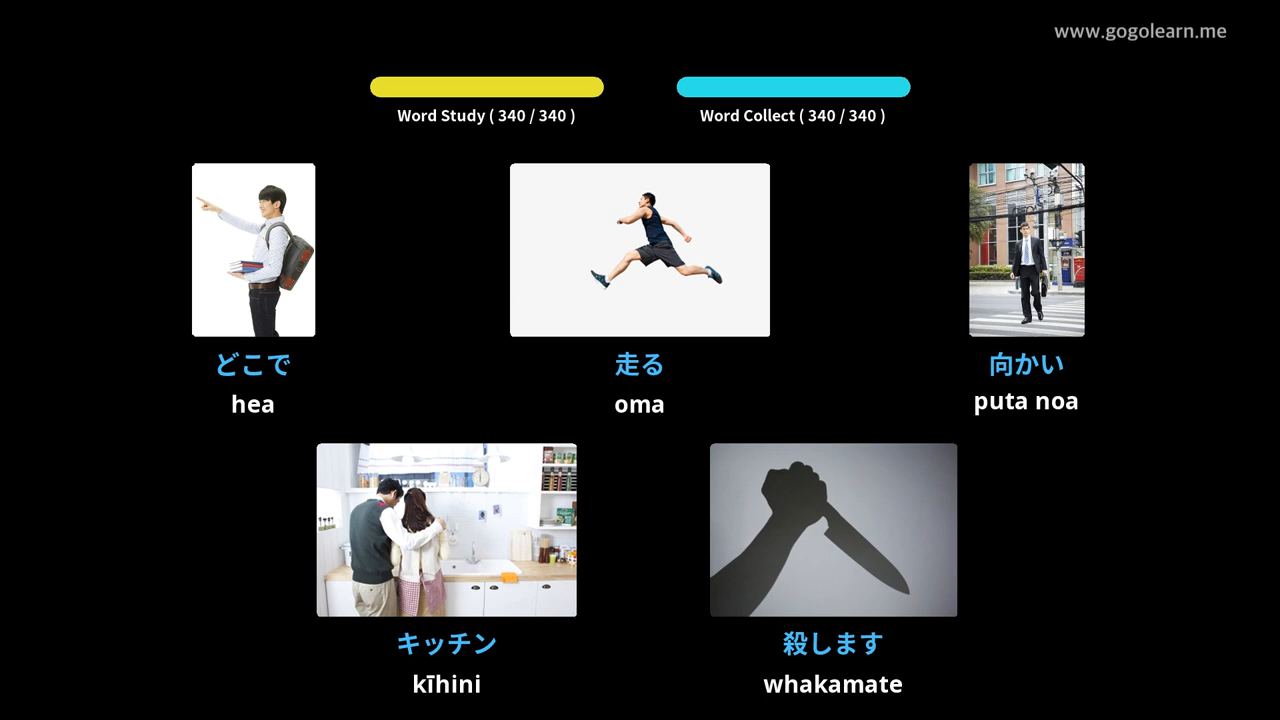 www.gogolearn.me
Word Study ( 340 / 340 )
Word Collect ( 340 / 340 )
どこで
hea
走る
oma
向かい
puta noa
キッチン
kīhini
殺します
whakamate